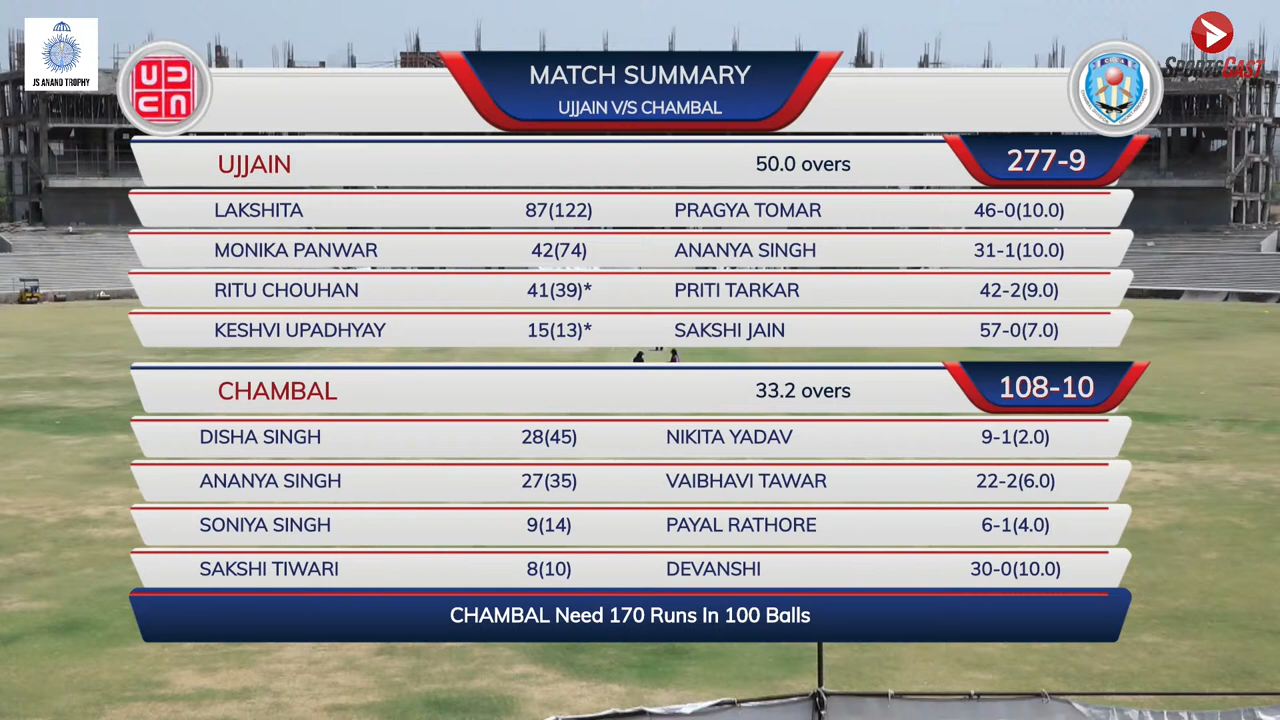 JS ANAND TROPHY
SPORTSCAST
MATCH SUMMARY
UJJAIN V/S CHAMBAL
UJJAIN 50.0 overs 277-9
LAKSHITA 87(122) PRAGYA TOMAR 46-0(10.0)
MONIKA PANWAR 42(74) ANANYA SINGH 31-1(10.0)
RITU CHOUHAN 41(39)* PRITI TARKAR 42-2(9.0)
KESHVI UPADHYAY 15(13)* SAKSHI JAIN 57-0(7.0)
CHAMBAL 33.2 overs 108-10
DISHA SINGH 28(45) NIKITA YADAV 9-1(2.0)
ANANYA SINGH 27(35) VAIBHAVI TAWAR 22-2(6.0)
SONIYA SINGH 9(14) PAYAL RATHORE 6-1(4.0)
SAKSHI TIWARI 8(10) DEVANSHI 30-0(10.0)
CHAMBAL Need 170 Runs In 100 Balls